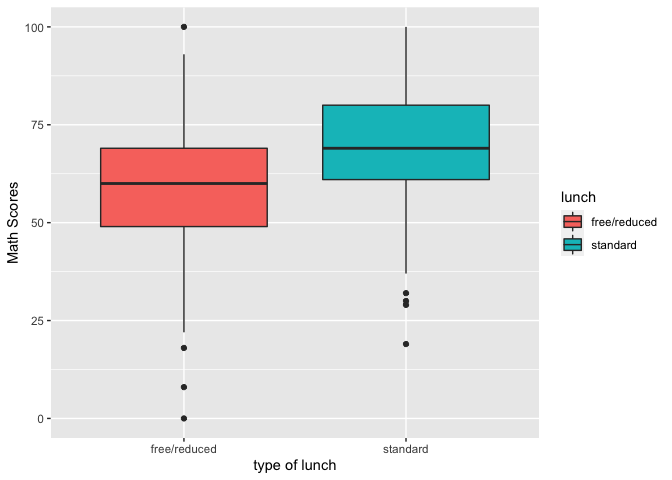 100
75
50
25
0
Math Scores
free/reduced
standard
type of lunch
lunch
free/reduced
standard